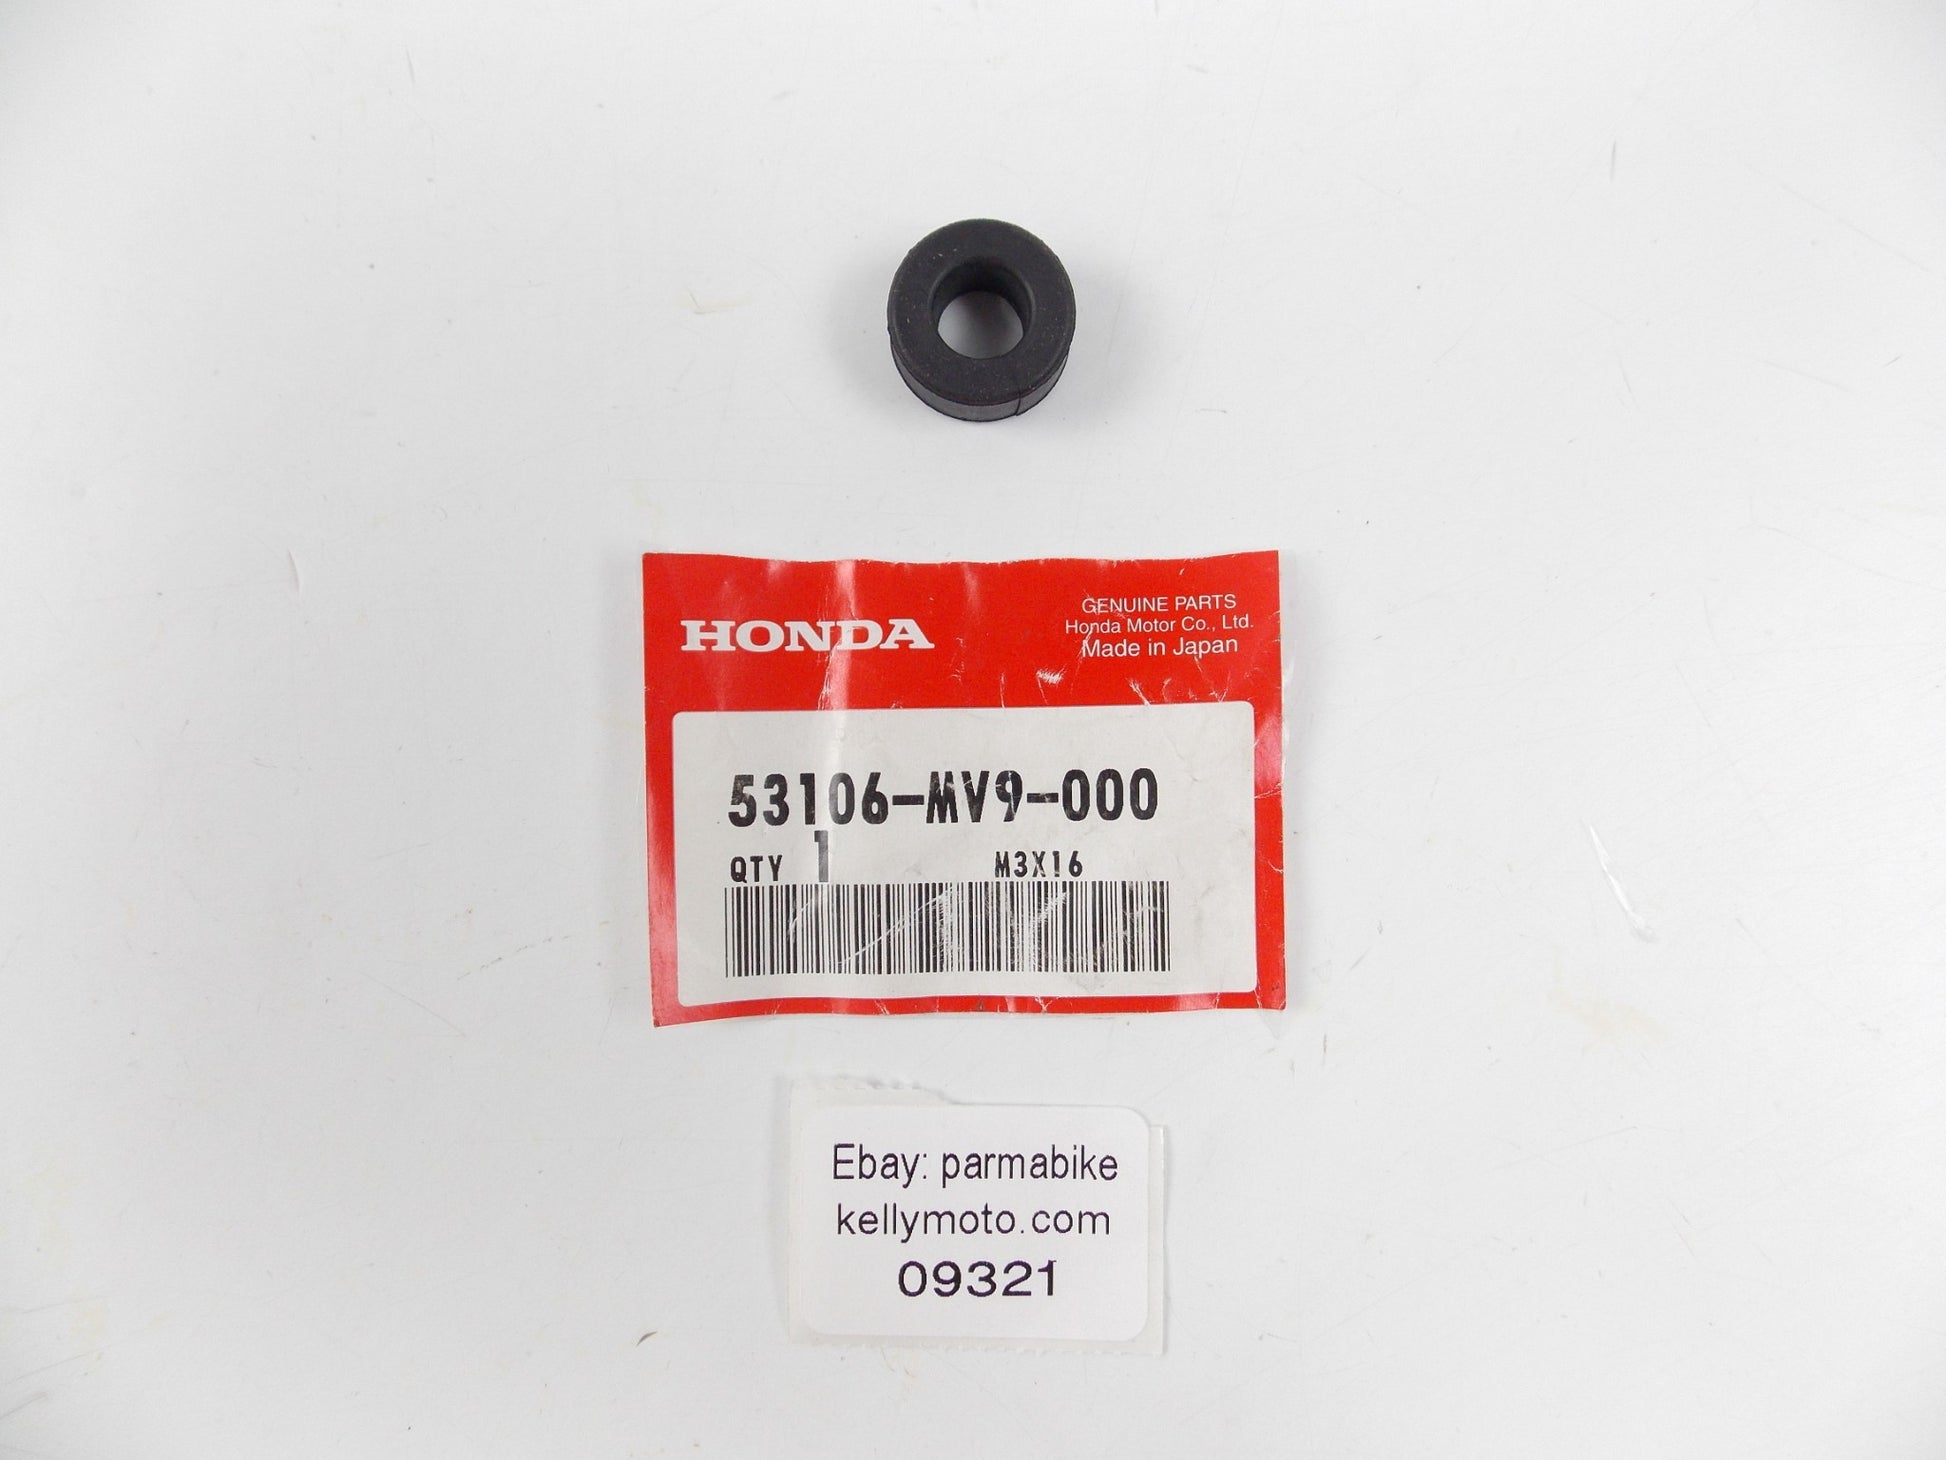 HONDA
GENUINE PARTS
Honda Motor Co., Ltd.
Made in Japan
53106-MV9-000
QTY 1 M3X16
Ebay: parmabike
kellymoto.com
09321